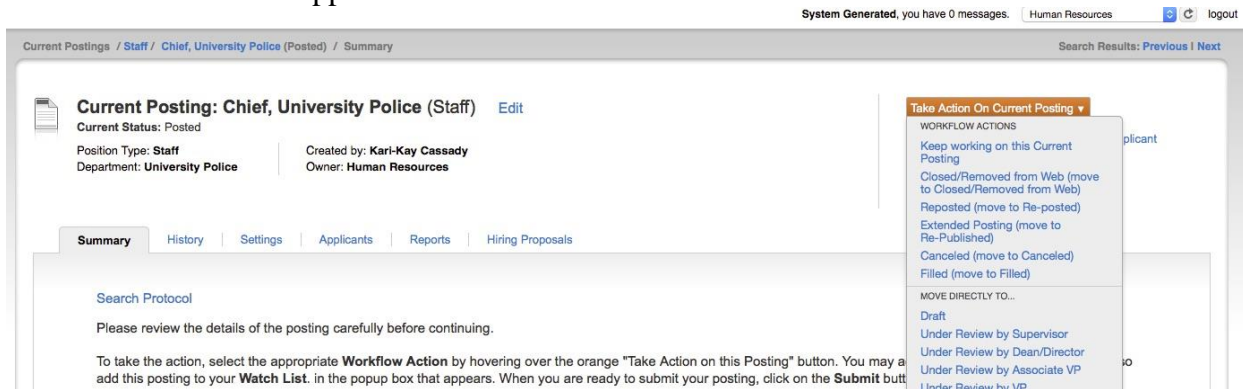 System Generated, you have 0 messages. Human Resources logout
Current Postings / Staff / Chief, University Police (Posted) / Summary
Search Results: Previous | Next
Current Posting: Chief, University Police (Staff) Edit
Current Status: Posted
Position Type: Staff
Created by: Kari-Kay Cassady
Department: University Police
Owner: Human Resources
Take Action On Current Posting ▼
WORKFLOW ACTIONS
Keep working on this Current
Posting
Closed/Removed from Web (move
to Closed/Removed from Web)
Reposted (move to Re-posted)
Extended Posting (move to
Re-Published)
Canceled (move to Canceled)
Filled (move to Filled)
MOVE DIRECTLY TO...
Draft
Under Review by Supervisor
Under Review by Dean/Director
Under Review by Associate VP
Under Review by VP
plicant
Summary History Settings Applicants Reports Hiring Proposals
Search Protocol
Please review the details of the posting carefully before continuing.
To take the action, select the appropriate Workflow Action by hovering over the orange "Take Action on this Posting" button. You may a so
add this posting to your Watch List. in the popup box that appears. When you are ready to submit your posting, click on the Submit butt